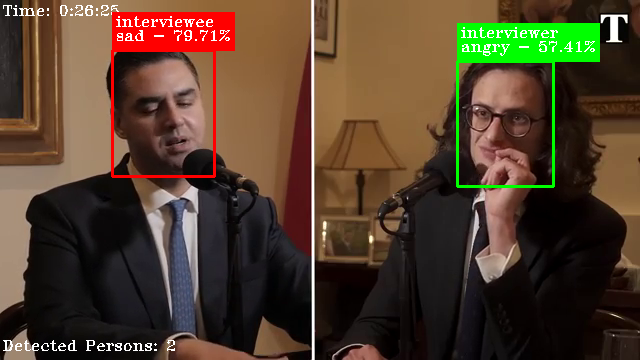 Time: 0:26:25
interviewee
sad - 79.71%
interviewer
angry - 57.41%
T
Detected Persons: 2